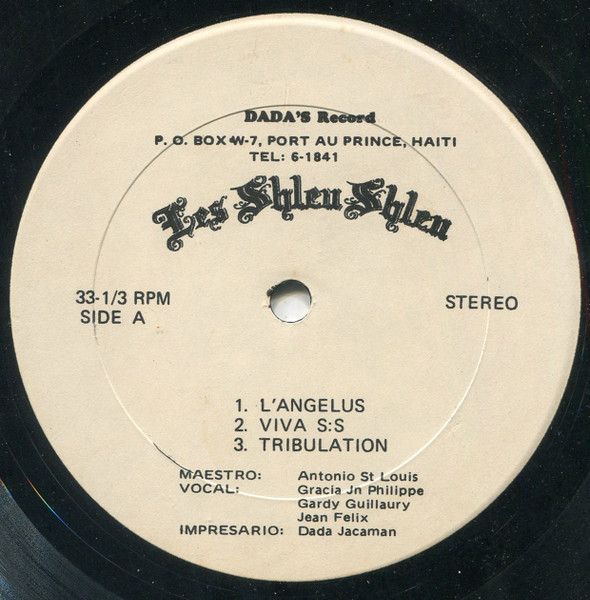 DADA'S Record
P. O. BOX W-7, PORT AU PRINCE, HAITI
TEL: 6-1841
Les Shleu Shleu
33-1/3 RPM
SIDE A
STEREO
1. L'ANGELUS
2. VIVA S:S
3. TRIBULATION
MAESTRO: Antonio St Louis
VOCAL: Gracia Jn Philippe
Gardy Guillaury
Jean Felix
IMPRESARIO: Dada Jacaman